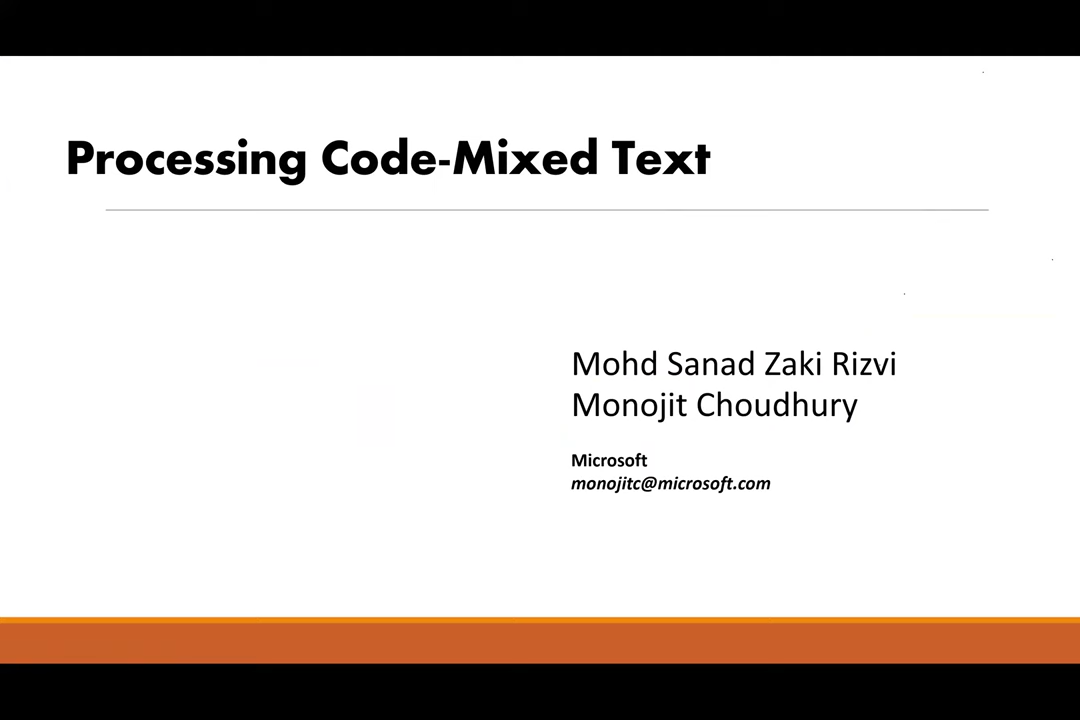 Processing Code-Mixed Text
Mohd Sanad Zaki Rizvi
Monojit Choudhury
Microsoft
monojitc@microsoft.com